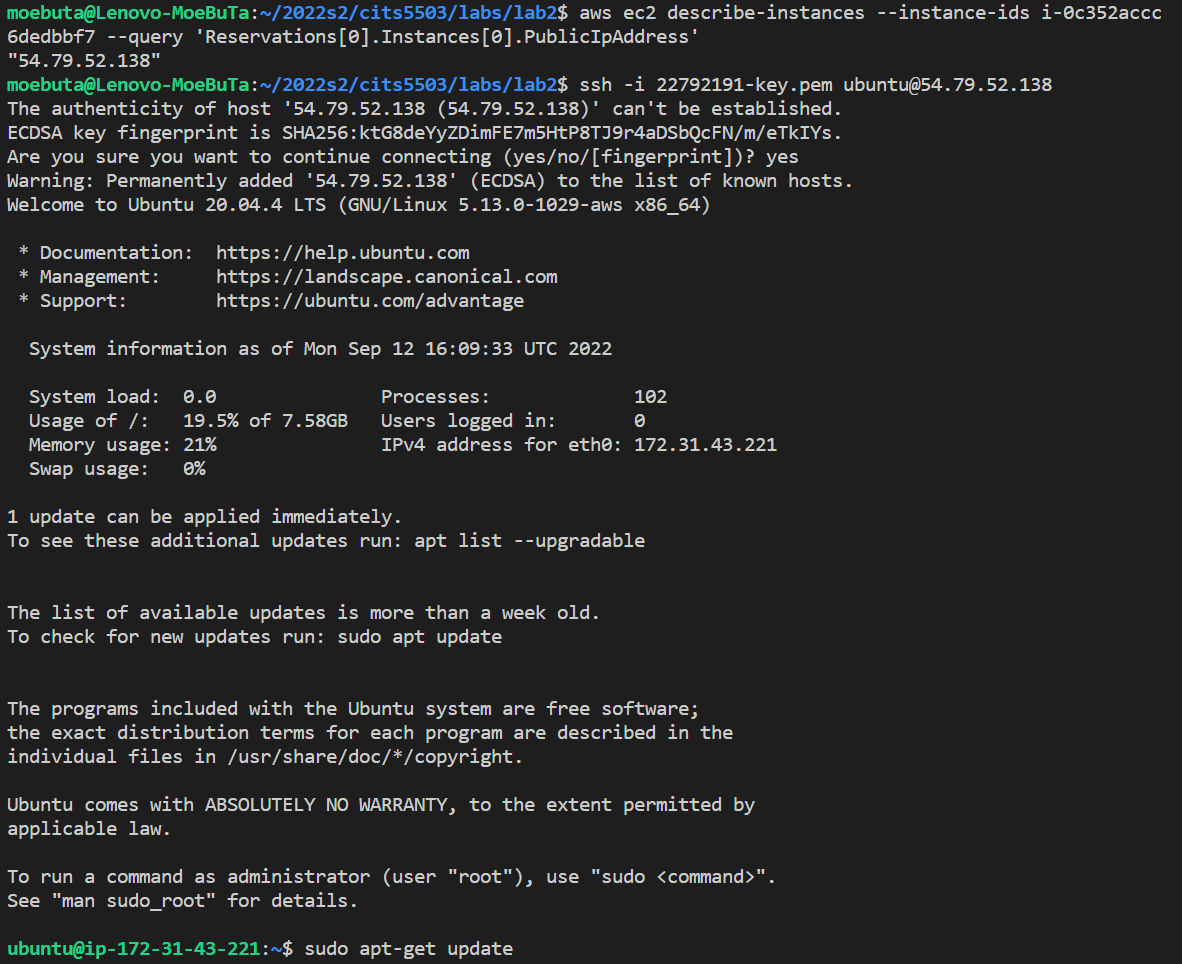 moebuta@Lenovo-MoeBuTa:~/2022s2/cits5503/labs/lab2$ aws ec2 describe-instances --instance-ids i-0c352accc
6dedbbf7 --query 'Reservations[0].Instances[0].PublicIpAddress'
"54.79.52.138"
moebuta@Lenovo-MoeBuTa:~/2022s2/cits5503/labs/lab2$ ssh -i 22792191-key.pem ubuntu@54.79.52.138
The authenticity of host '54.79.52.138 (54.79.52.138)' can't be established.
ECDSA key fingerprint is SHA256:ktG8deYyZDimFE7m5HtP8TJ9r4aDSbQcFN/m/eTkIYs.
Are you sure you want to continue connecting (yes/no/[fingerprint])? yes
Warning: Permanently added '54.79.52.138' (ECDSA) to the list of known hosts.
Welcome to Ubuntu 20.04.4 LTS (GNU/Linux 5.13.0-1029-aws x86_64)

 * Documentation:  https://help.ubuntu.com
 * Management:     https://landscape.canonical.com
 * Support:        https://ubuntu.com/advantage

  System information as of Mon Sep 12 16:09:33 UTC 2022

  System load:  0.0               Processes:             102
  Usage of /:   19.5% of 7.58GB   Users logged in:       0
  Memory usage: 21%               IPv4 address for eth0: 172.31.43.221
  Swap usage:   0%

1 update can be applied immediately.
To see these additional updates run: apt list --upgradable


The list of available updates is more than a week old.
To check for new updates run: sudo apt update


The programs included with the Ubuntu system are free software;
the exact distribution terms for each program are described in the
individual files in /usr/share/doc/*/copyright.

Ubuntu comes with ABSOLUTELY NO WARRANTY, to the extent permitted by
applicable law.

To run a command as administrator (user "root"), use "sudo <command>".
See "man sudo_root" for details.

ubuntu@ip-172-31-43-221:~$ sudo apt-get update